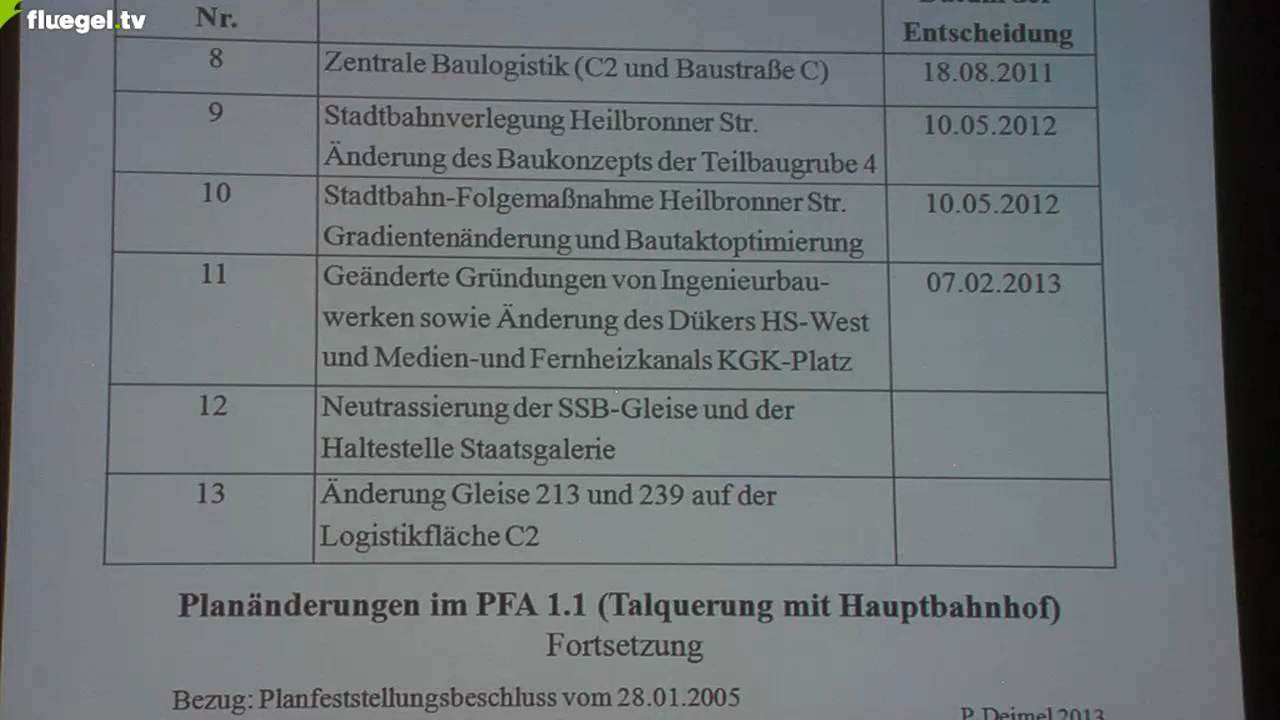 fluegel.tv
Nr.
Datum der
Entscheidung
8
Zentrale Baulogistik (C2 und Baustraße C)
18.08.2011
9
Stadtbahnverlegung Heilbronner Str.
10.05.2012
Änderung des Baukonzepts der Teilbaugrube 4
10
Stadtbahn-Folgemaßnahme Heilbronner Str.
10.05.2012
Gradientenänderung und Bautaktoptimierung
11
Geänderte Gründungen von Ingenieurbau-
07.02.2013
werken sowie Änderung des Dükers HS-West
und Medien-und Fernheizkanals KGK-Platz
12
Neutrassierung der SSB-Gleise und der
Haltestelle Staatsgalerie
13
Änderung Gleise 213 und 239 auf der
Logistikfläche C2
Planänderungen im PFA 1.1 (Talquerung mit Hauptbahnhof)
Fortsetzung
Bezug: Planfeststellungsbeschluss vom 28.01.2005
P. Deimel 2013